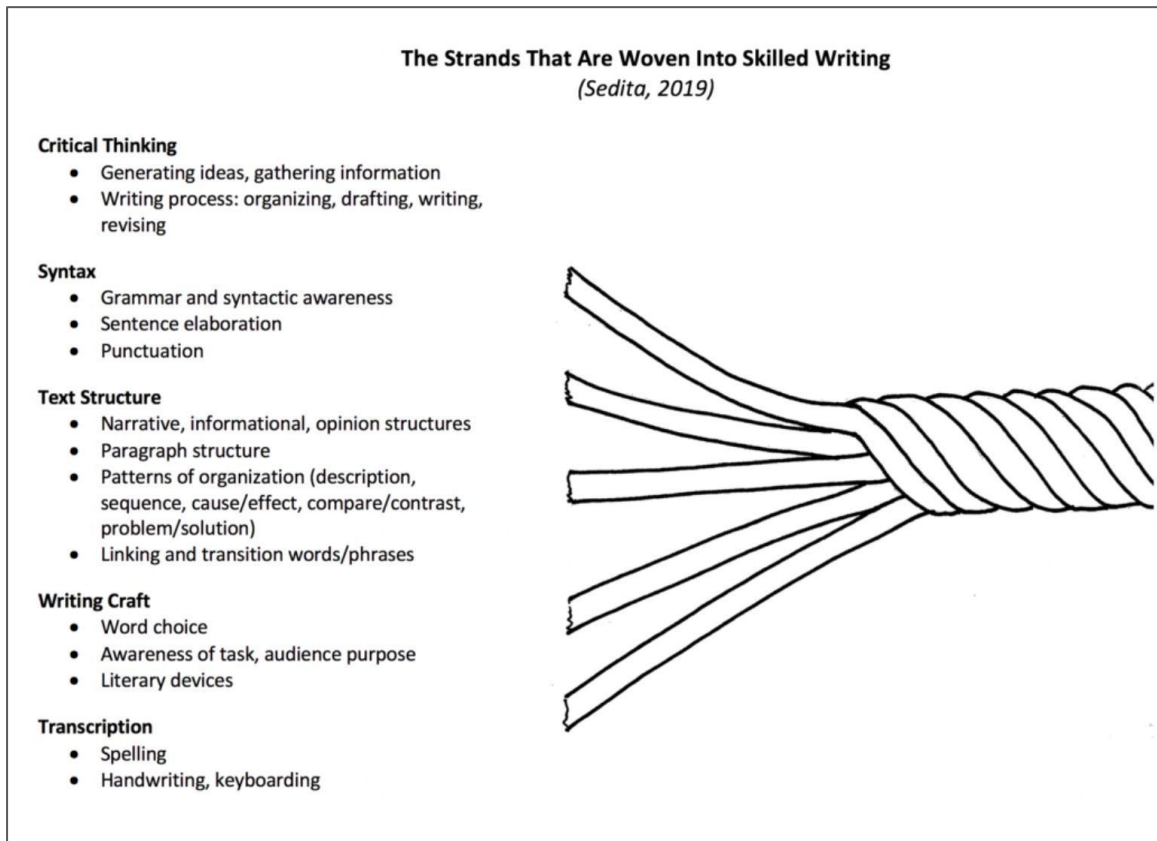 The Strands That Are Woven Into Skilled Writing
(Sedita, 2019)
Critical Thinking
• Generating ideas, gathering information
• Writing process: organizing, drafting, writing,
revising
Syntax
• Grammar and syntactic awareness
• Sentence elaboration
• Punctuation
Text Structure
• Narrative, informational, opinion structures
• Paragraph structure
• Patterns of organization (description,
sequence, cause/effect, compare/contrast,
problem/solution)
• Linking and transition words/phrases
Writing Craft
• Word choice
• Awareness of task, audience purpose
• Literary devices
Transcription
• Spelling
• Handwriting, keyboarding